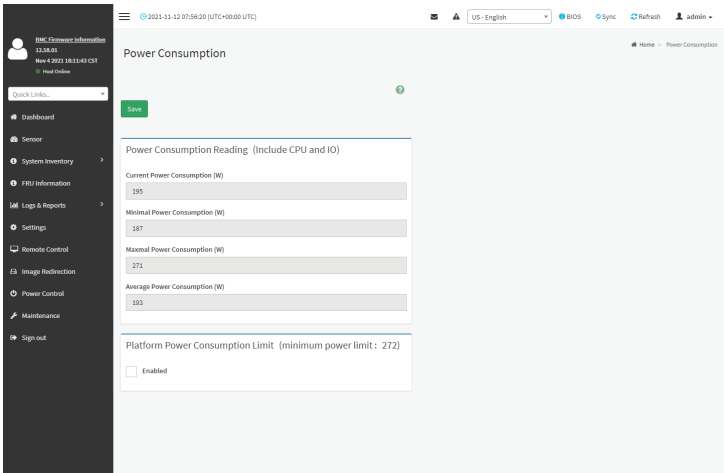 2021-11-12 07:56:20 (UTC+00:00 UTC)
US - English
BIOS
Sync
Refresh
admin
BMC Firmware Information
12.58.01
Nov 4 2021 18:11:43 CST
Host Online
Quick Links..
Dashboard
Sensor
System Inventory
FRU Information
Logs & Reports
Settings
Remote Control
Image Redirection
Power Control
Maintenance
Sign out
Power Consumption
Home > Power Consumption
Save
Power Consumption Reading (Include CPU and IO)
Current Power Consumption (W)
195
Minimal Power Consumption (W)
187
Maxmal Power Consumption (W)
271
Average Power Consumption (W)
193
Platform Power Consumption Limit (minimum power limit: 272)
Enabled